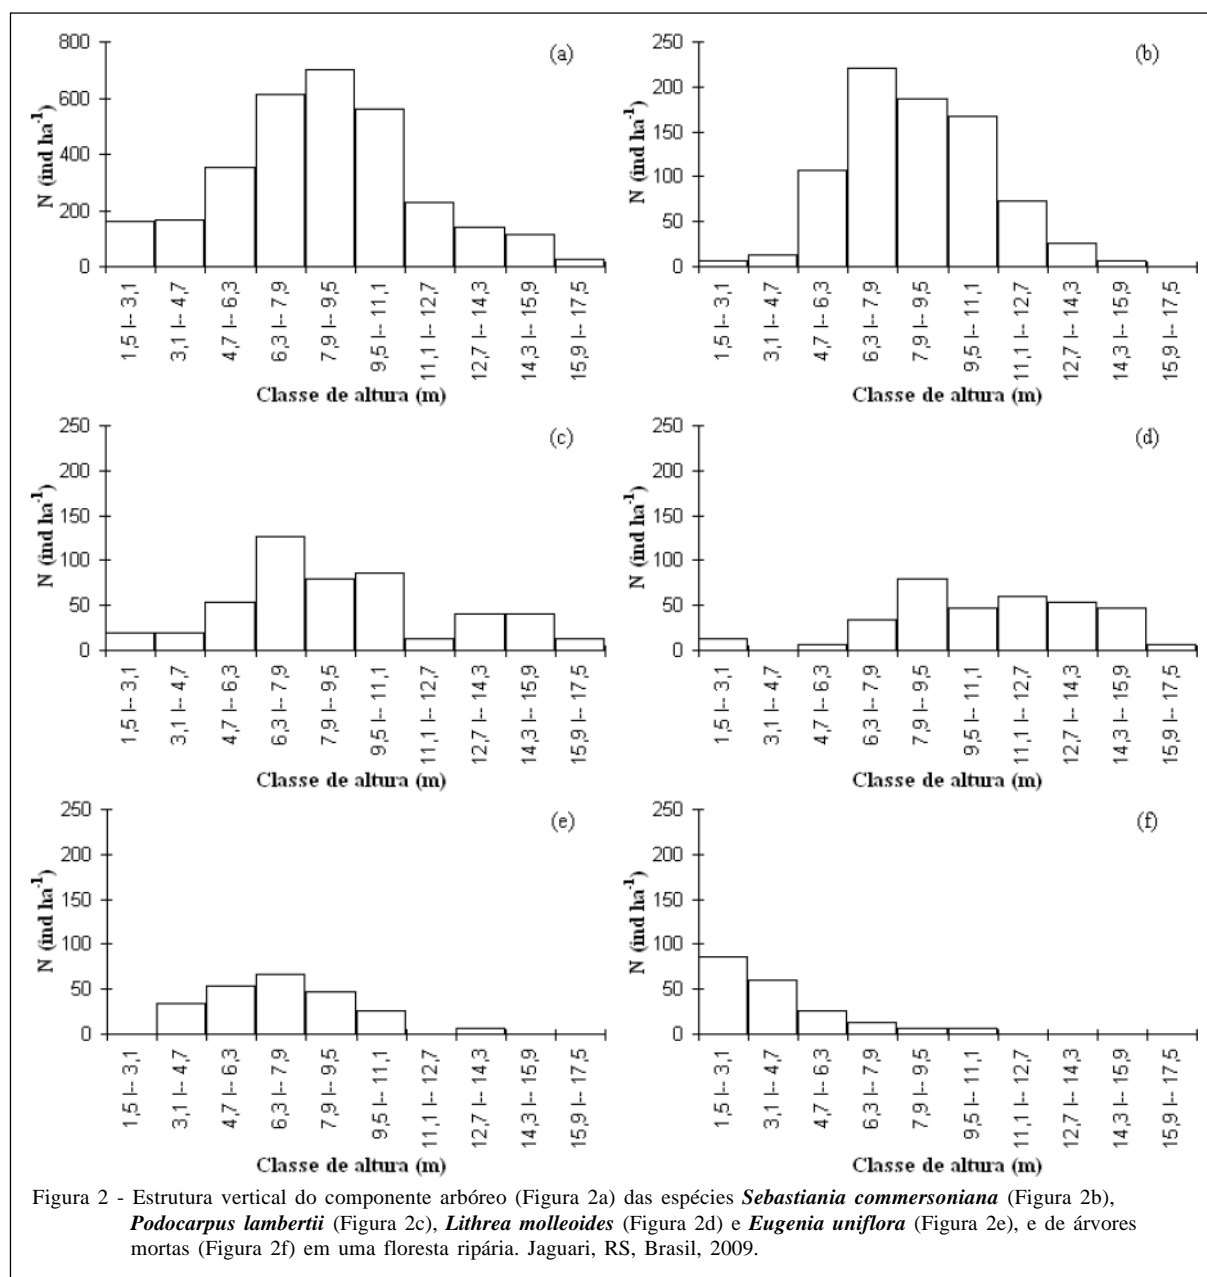 (a)
800
600
400
200
0
N (ind ha⁻¹)
1,5 I-- 3,1
3,1 I-- 4,7
4,7 I-- 6,3
6,3 I-- 7,9
7,9 I-- 9,5
9,5 I-- 11,1
11,1 I-- 12,7
12,7 I-- 14,3
14,3 I-- 15,9
15,9 I-- 17,5
Classe de altura (m)
(b)
250
200
150
100
50
0
N (ind ha⁻¹)
1,5 I-- 3,1
3,1 I-- 4,7
4,7 I-- 6,3
6,3 I-- 7,9
7,9 I-- 9,5
9,5 I-- 11,1
11,1 I-- 12,7
12,7 I-- 14,3
14,3 I-- 15,9
15,9 I-- 17,5
Classe de altura (m)
(c)
250
200
150
100
50
0
N (ind ha⁻¹)
1,5 I-- 3,1
3,1 I-- 4,7
4,7 I-- 6,3
6,3 I-- 7,9
7,9 I-- 9,5
9,5 I-- 11,1
11,1 I-- 12,7
12,7 I-- 14,3
14,3 I-- 15,9
15,9 I-- 17,5
Classe de altura (m)
(d)
250
200
150
100
50
0
N (ind ha⁻¹)
1,5 I-- 3,1
3,1 I-- 4,7
4,7 I-- 6,3
6,3 I-- 7,9
7,9 I-- 9,5
9,5 I-- 11,1
11,1 I-- 12,7
12,7 I-- 14,3
14,3 I-- 15,9
15,9 I-- 17,5
Classe de altura (m)
(e)
250
200
150
100
50
0
N (ind ha⁻¹)
1,5 I-- 3,1
3,1 I-- 4,7
4,7 I-- 6,3
6,3 I-- 7,9
7,9 I-- 9,5
9,5 I-- 11,1
11,1 I-- 12,7
12,7 I-- 14,3
14,3 I-- 15,9
15,9 I-- 17,5
Classe de altura (m)
(f)
250
200
150
100
50
0
N (ind ha⁻¹)
1,5 I-- 3,1
3,1 I-- 4,7
4,7 I-- 6,3
6,3 I-- 7,9
7,9 I-- 9,5
9,5 I-- 11,1
11,1 I-- 12,7
12,7 I-- 14,3
14,3 I-- 15,9
15,9 I-- 17,5
Classe de altura (m)
Figura 2 - Estrutura vertical do componente arbóreo (Figura 2a) das espécies Sebastiania commersoniana (Figura 2b),
Podocarpus lambertii (Figura 2c), Lithrea molleoides (Figura 2d) e Eugenia uniflora (Figura 2e), e de árvores
mortas (Figura 2f) em uma floresta ripária. Jaguari, RS, Brasil, 2009.